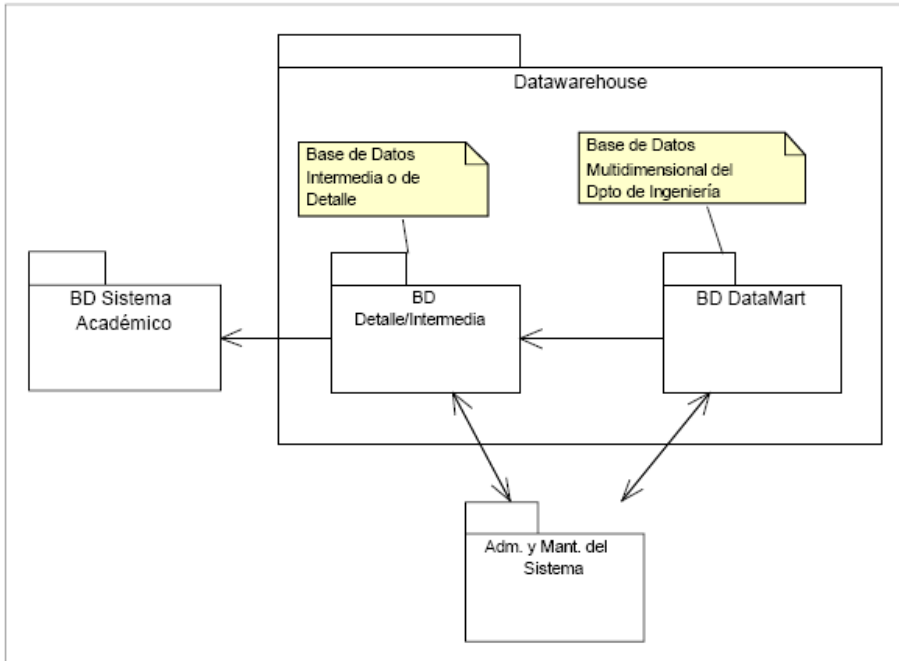 Datawarehouse
Base de Datos
Intermedia o de
Detalle
Base de Datos
Multidimensional del
Dpto de Ingeniería
BD Sistema
Académico
BD
Detalle/Intermedia
BD DataMart
Adm. y Mant. del
Sistema